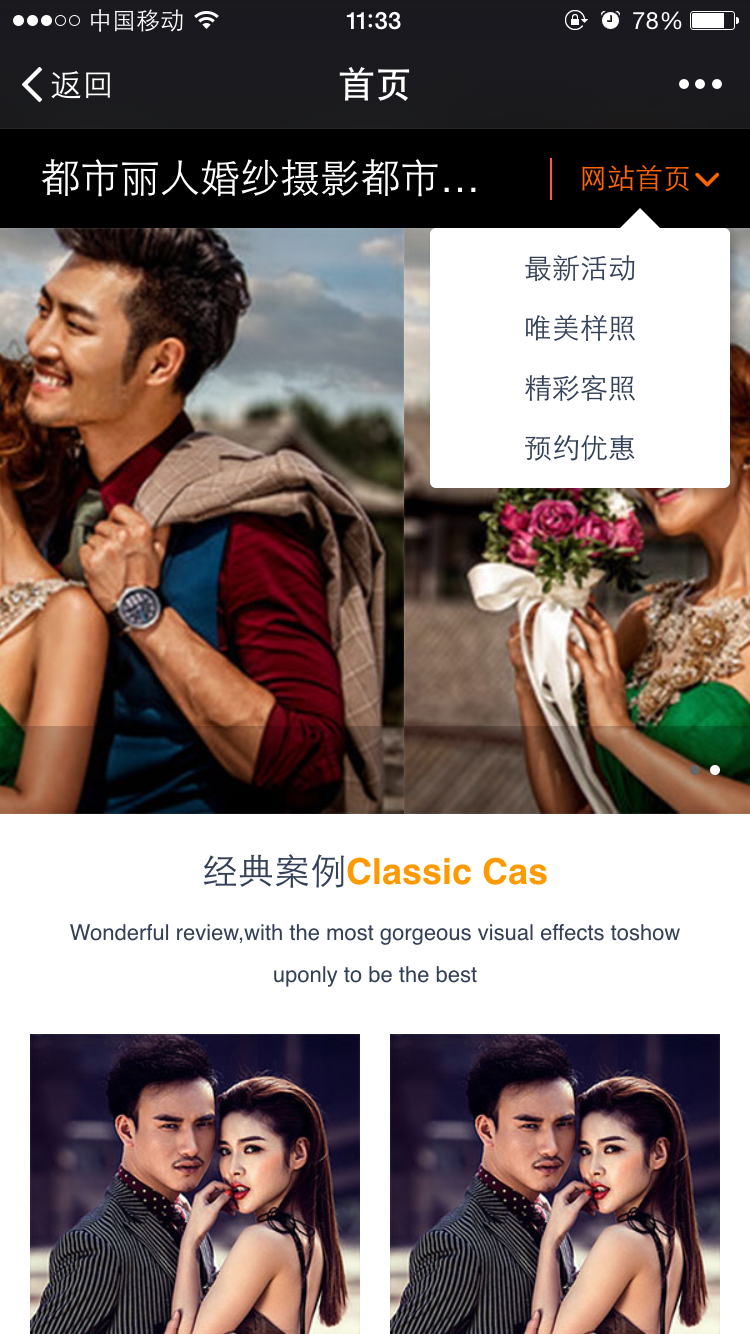 中国移动 11:33 78%
返回 首页
都市丽人婚纱摄影都市... 网站首页
最新活动
唯美样照
精彩客照
预约优惠
经典案例Classic Cas
Wonderful review,with the most gorgeous visual effects toshow
uponly to be the best